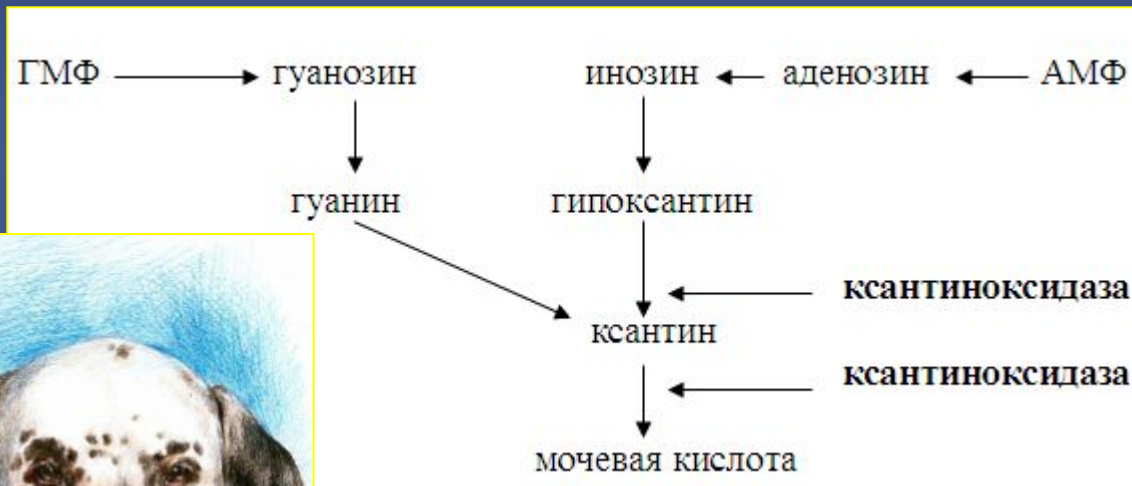 ГМФ гуанозин инозин аденозин АМФ
гуанин гипоксантин
ксантиноксидаза
ксантин
ксантиноксидаза
мочевая кислота